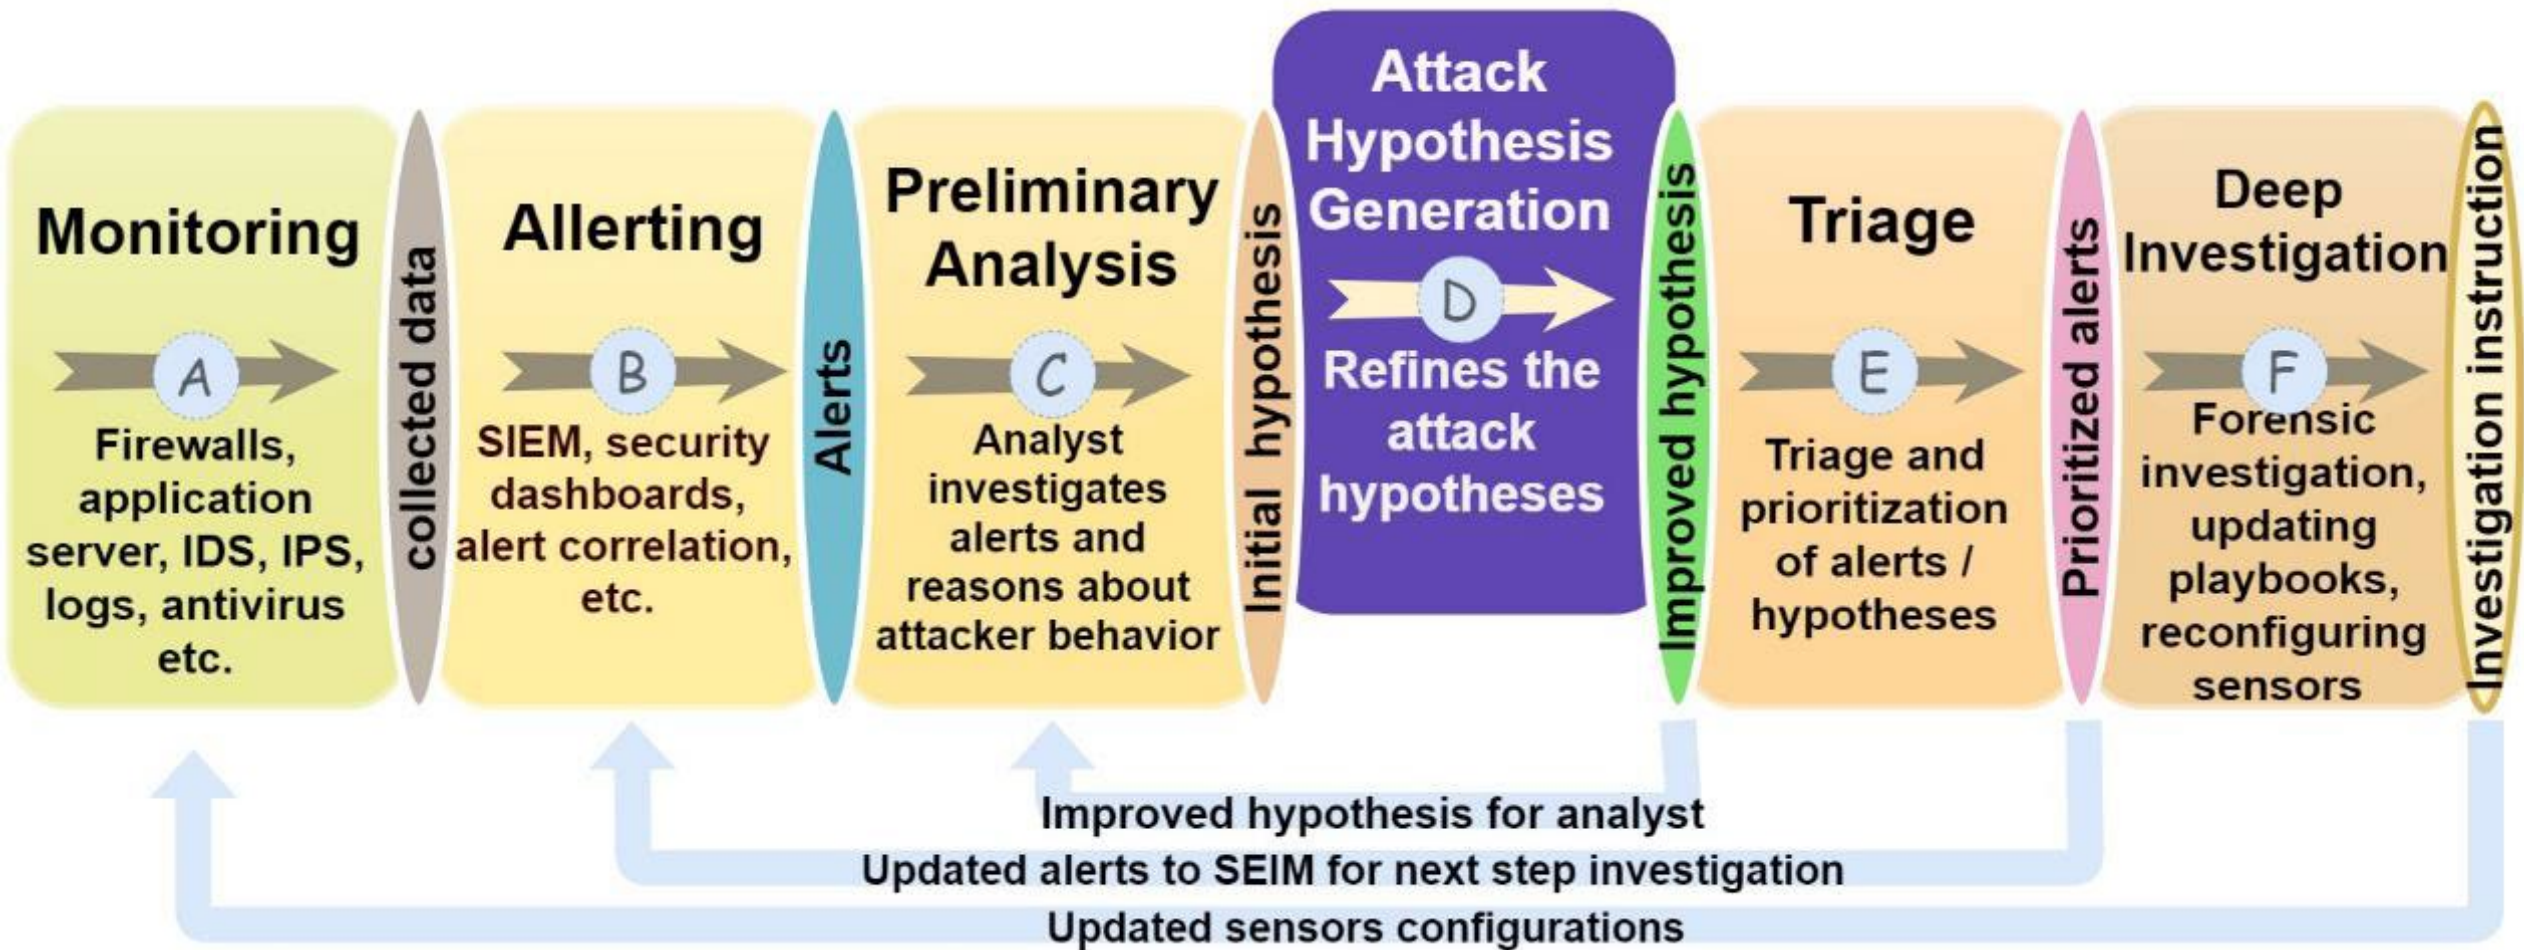 Monitoring
A
Firewalls,
application
server, IDS, IPS,
logs, antivirus
etc.
collected data
Allerting
B
SIEM, security
dashboards,
alert correlation,
etc.
Alerts
Preliminary
Analysis
C
Analyst
investigates
alerts and
reasons about
attacker behavior
Initial hypothesis
Attack
Hypothesis
Generation
D
Refines the
attack
hypotheses
Improved hypothesis
Triage
E
Triage and
prioritization
of alerts /
hypotheses
Prioritized alerts
Deep
Investigation
F
Forensic
investigation,
updating
playbooks,
reconfiguring
sensors
Investigation instruction
Improved hypothesis for analyst
Updated alerts to SEIM for next step investigation
Updated sensors configurations